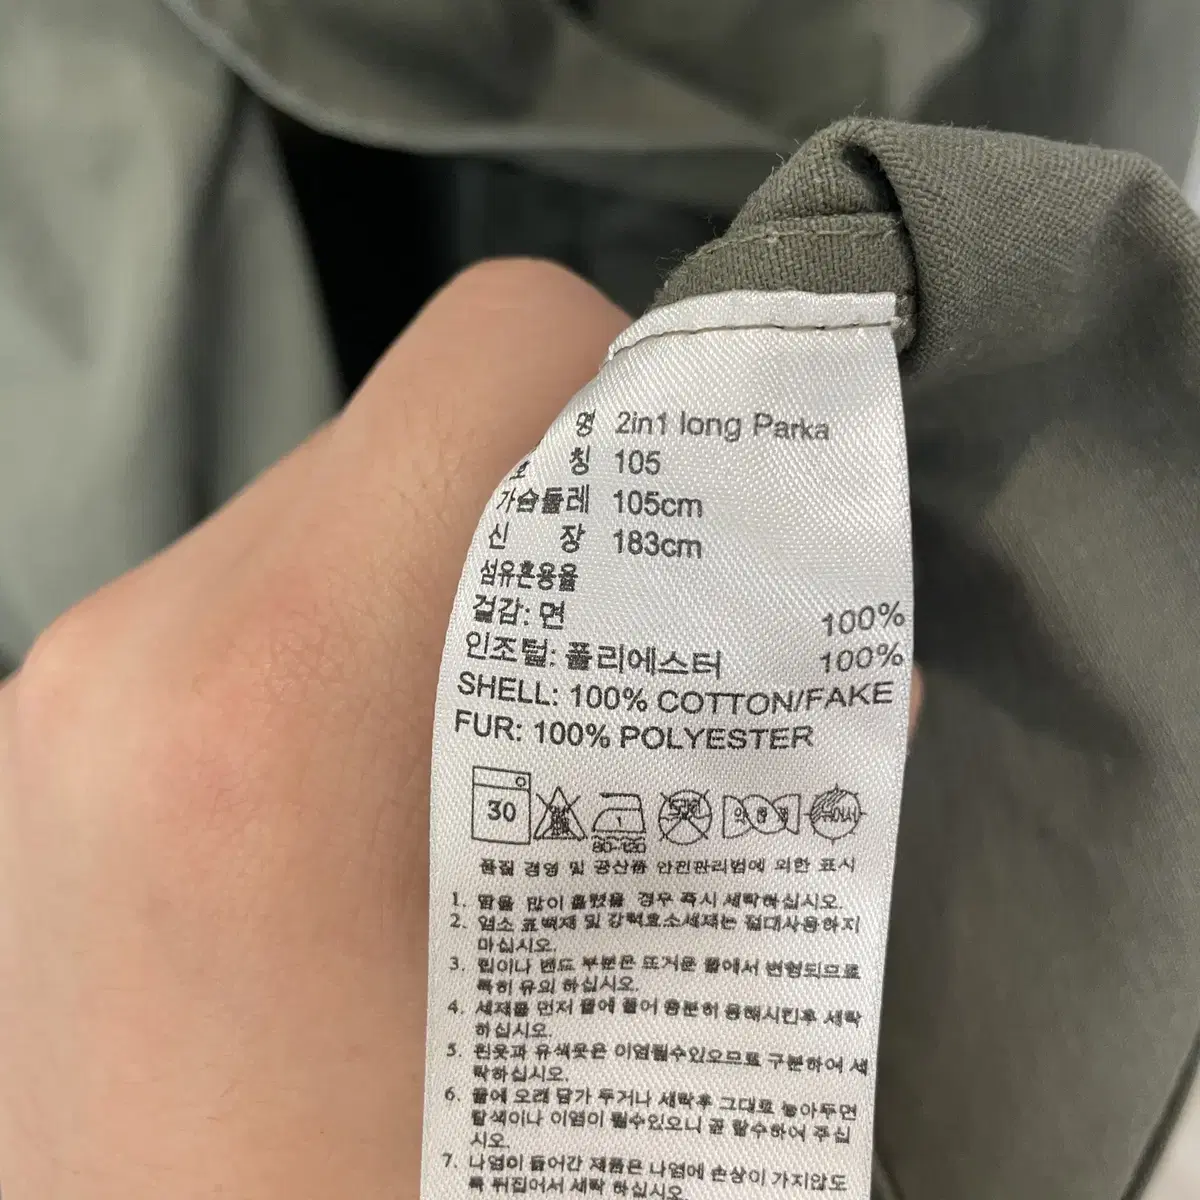 명 2in1 long Parka
호 칭 105
가슴둘레 105cm
신 장 183cm
섬유혼용율
겉감: 면 100%
인조털: 폴리에스터 100%
SHELL: 100% COTTON/FAKE
FUR: 100% POLYESTER
30
80~120
품질 경영 및 공산품 안전관리법에 의한 표시
1. 땀을 많이 흘렸을 경우 즉시 세탁하십시오.
2. 염소 표백제 및 강력효소세제는 절대사용하지
마십시오.
3. 립이나 밴드 부분은 뜨거운 물에서 변형되므로
특히 유의 하십시오.
4. 세제를 먼저 물에 풀어 충분히 용해시킨후 세탁
하십시오.
5. 흰옷과 유색옷은 이염될수있으므로 구분하여 세
탁하십시오.
6. 물에 오래 담가 두거나 세탁후 그대로 놓아두면
탈색이나 이염이 될수있으니 곧 탈수하여 주십
시오.
7. 나염이 들어간 제품은 나염에 손상이 가지않도
록 뒤집어서 세탁 하십시오.